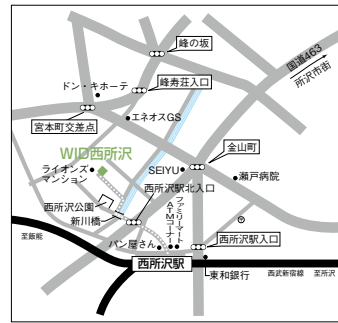 峰の坂
国道463
所沢市街
ドン・キホーテ
峰寿荘入口
宮本町交差点
エネオスGS
WID西所沢
金山町
ライオンズ
マンション
SEIYU
瀬戸病院
西所沢駅北入口
西所沢公園
新川橋
ファミリーマート
ATMコーナー
至飯能
パン屋さん
西所沢駅入口
西所沢駅
東和銀行
西武新宿線
至所沢